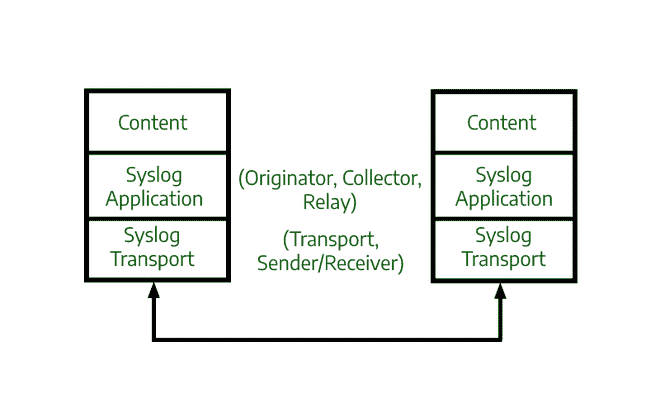 Content
Syslog
Application
Syslog
Transport
(Originator, Collector,
Relay)
(Transport,
Sender/Receiver)
Content
Syslog
Application
Syslog
Transport